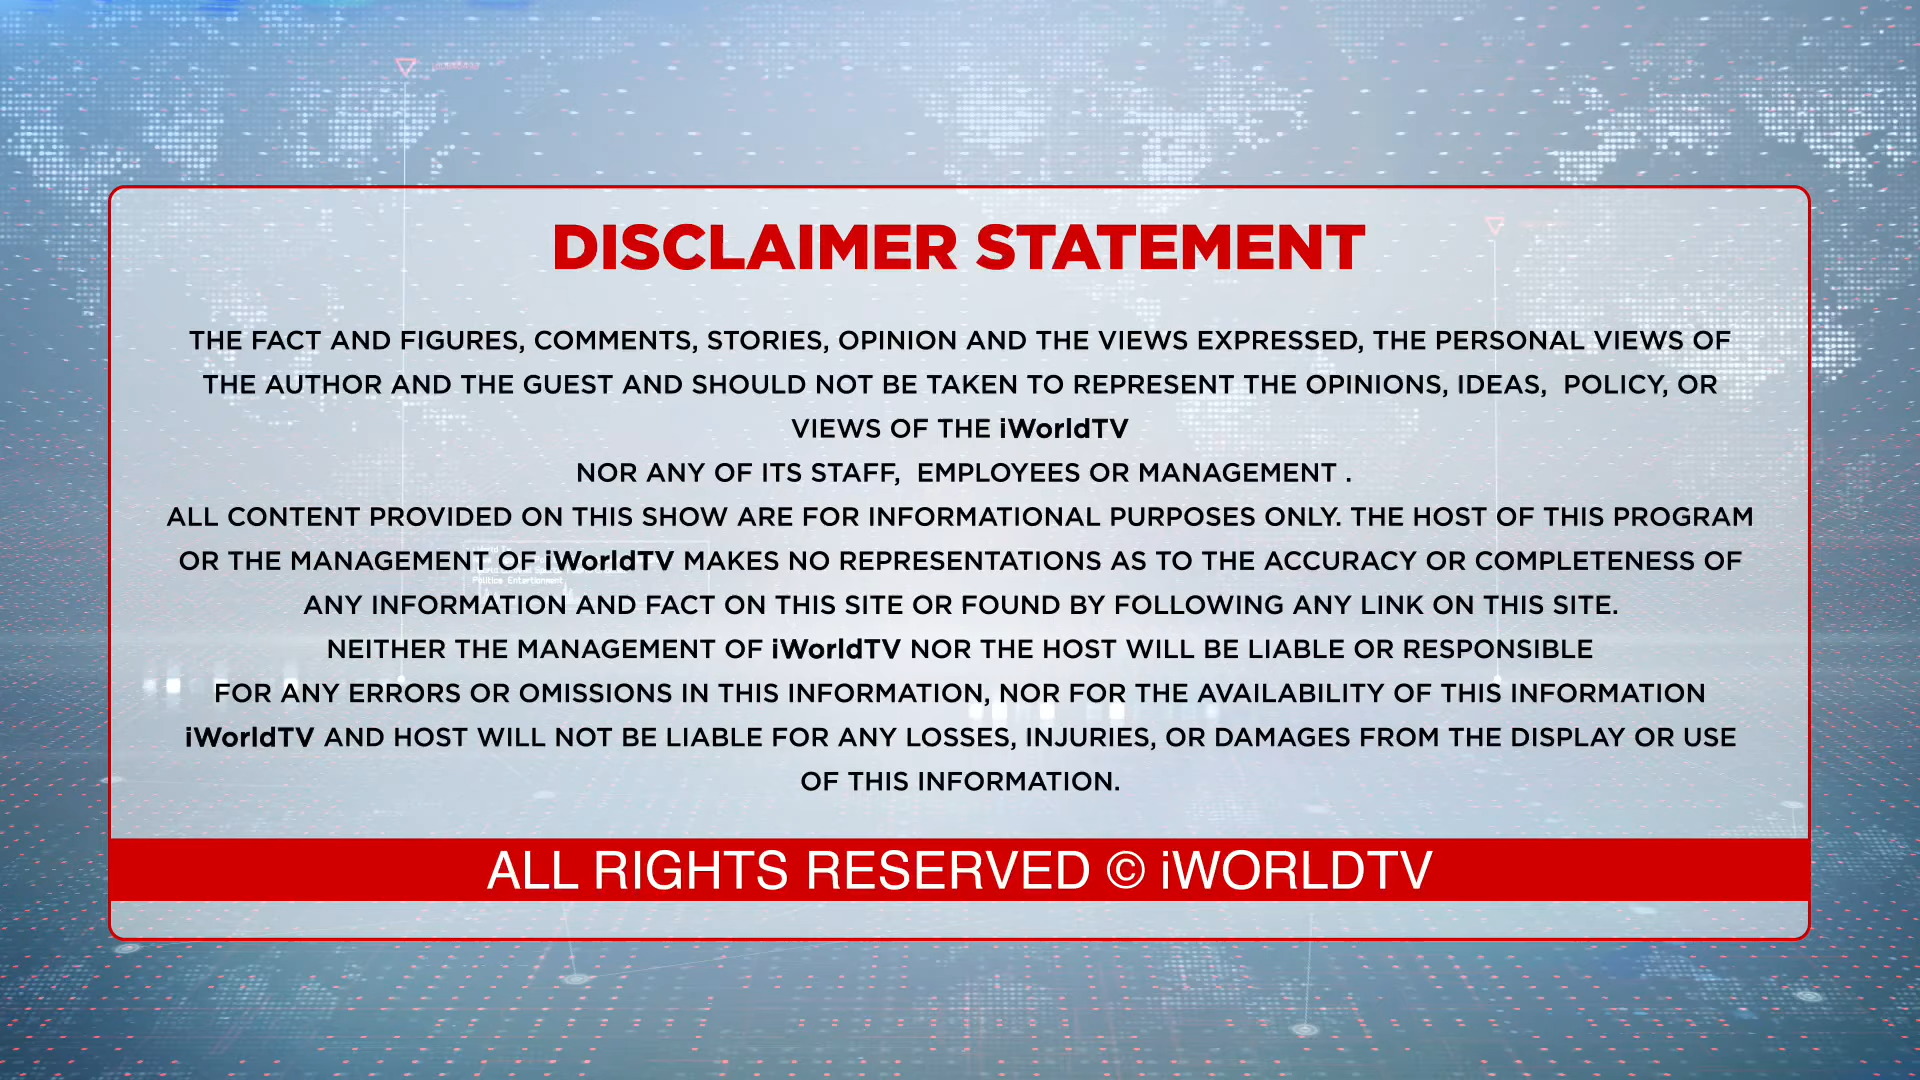 DISCLAIMER STATEMENT
THE FACT AND FIGURES, COMMENTS, STORIES, OPINION AND THE VIEWS EXPRESSED, THE PERSONAL VIEWS OF
THE AUTHOR AND THE GUEST AND SHOULD NOT BE TAKEN TO REPRESENT THE OPINIONS, IDEAS,  POLICY, OR
VIEWS OF THE iWorldTV
NOR ANY OF ITS STAFF,  EMPLOYEES OR MANAGEMENT .
ALL CONTENT PROVIDED ON THIS SHOW ARE FOR INFORMATIONAL PURPOSES ONLY. THE HOST OF THIS PROGRAM
OR THE MANAGEMENT OF iWorldTV MAKES NO REPRESENTATIONS AS TO THE ACCURACY OR COMPLETENESS OF
Politice Entertionment
ANY INFORMATION AND FACT ON THIS SITE OR FOUND BY FOLLOWING ANY LINK ON THIS SITE.
NEITHER THE MANAGEMENT OF iWorldTV NOR THE HOST WILL BE LIABLE OR RESPONSIBLE
FOR ANY ERRORS OR OMISSIONS IN THIS INFORMATION, NOR FOR THE AVAILABILITY OF THIS INFORMATION
iWorldTV AND HOST WILL NOT BE LIABLE FOR ANY LOSSES, INJURIES, OR DAMAGES FROM THE DISPLAY OR USE
OF THIS INFORMATION.
ALL RIGHTS RESERVED © iWORLDTV